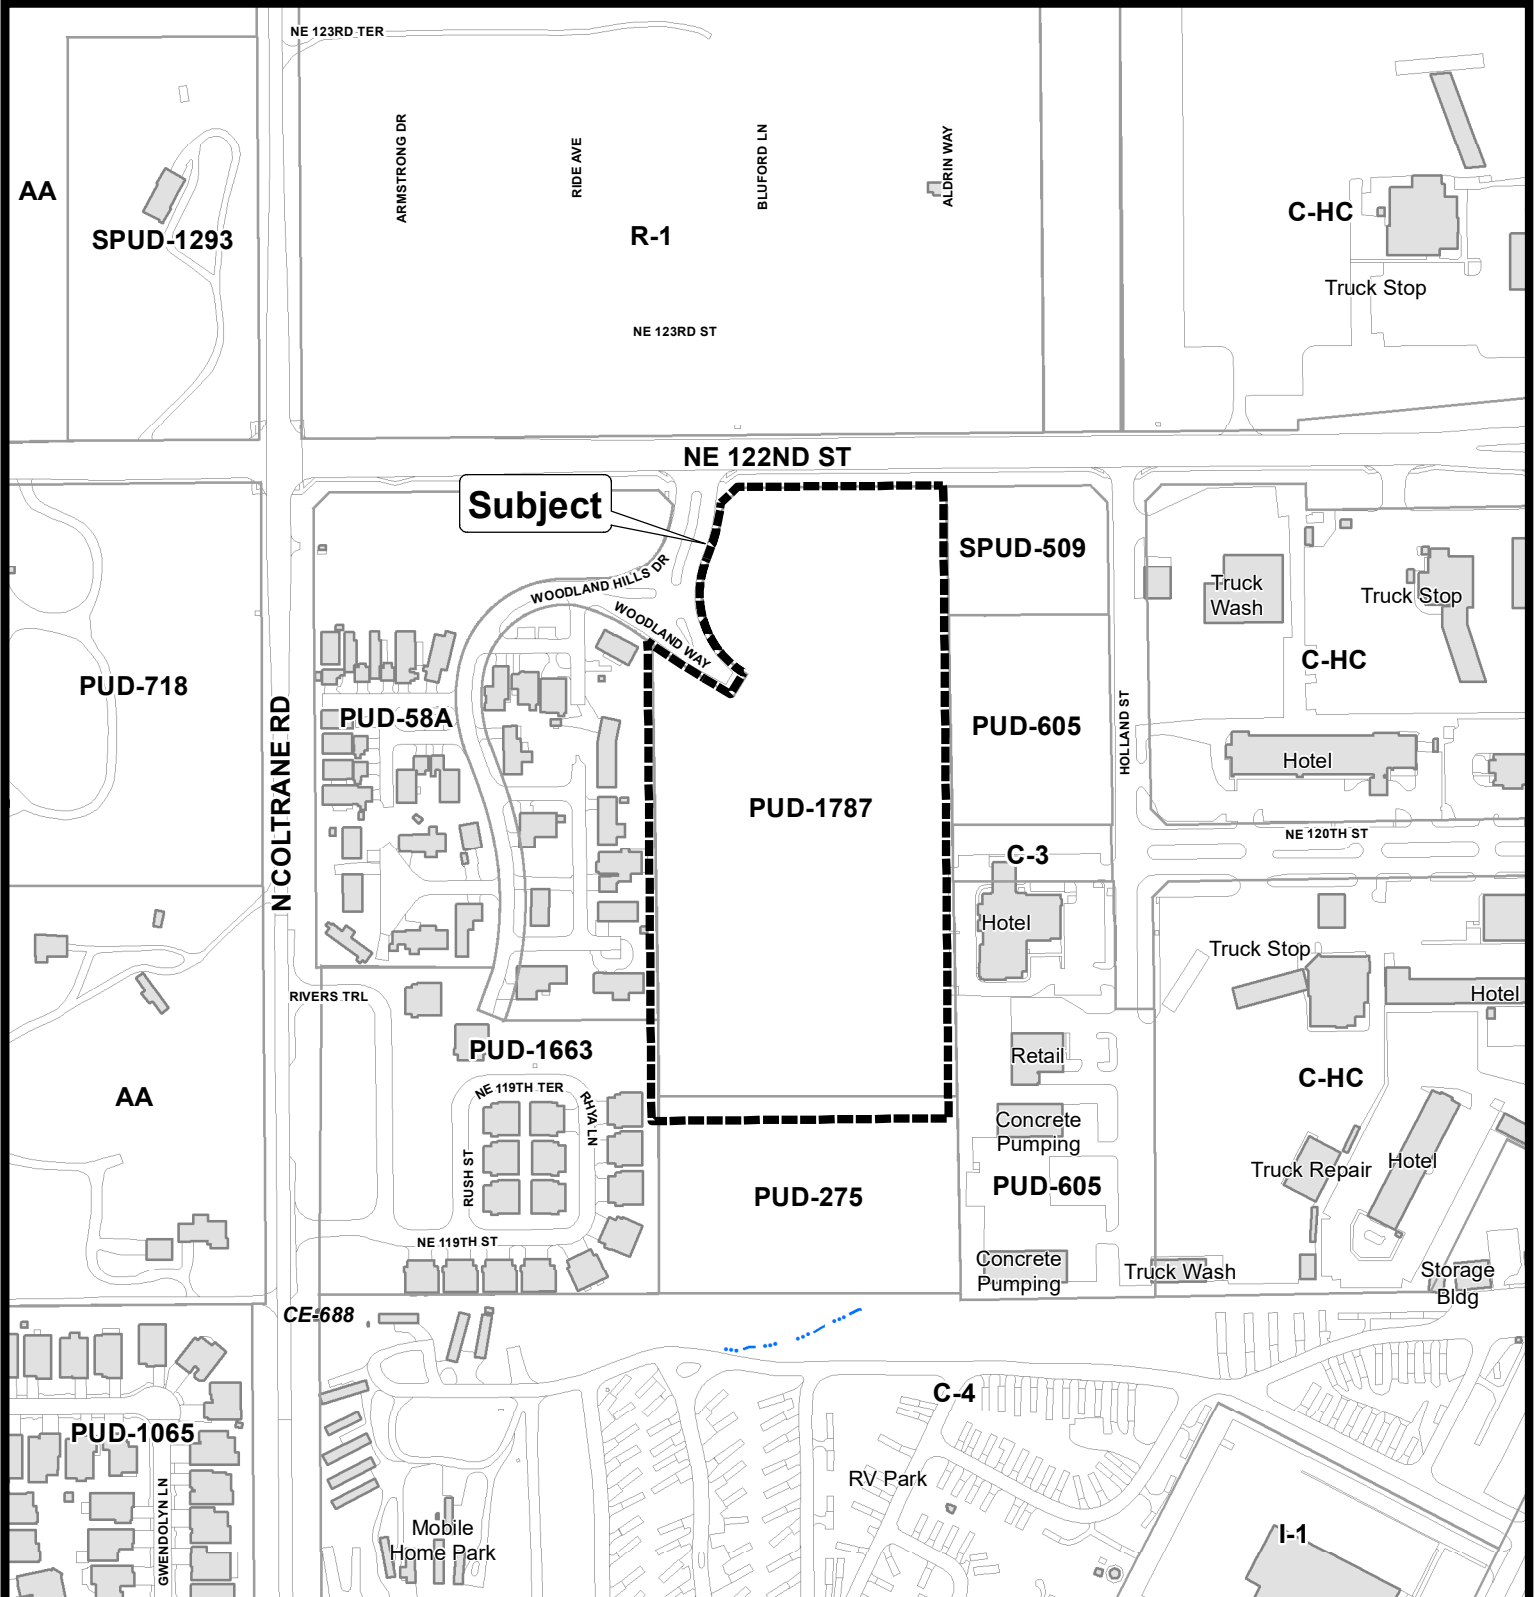 NE 123RD TER
ARMSTRONG DR
RIDE AVE
BLUFORD LN
ALDRIN WAY
AA
SPUD-1293
R-1
C-HC
Truck Stop
NE 123RD ST
NE 122ND ST
Subject
SPUD-509
WOODLAND HILLS DR
WOODLAND WAY
Truck
Wash
Truck Stop
C-HC
PUD-718
PUD-58A
N COLTRANE RD
PUD-605
HOLLAND ST
Hotel
PUD-1787
NE 120TH ST
C-3
Hotel
Truck Stop
Hotel
RIVERS TRL
PUD-1663
Retail
C-HC
NE 119TH TER
RHYA LN
AA
Concrete
Pumping
RUSH ST
Truck Repair
Hotel
PUD-275
PUD-605
NE 119TH ST
Concrete
Pumping
Truck Wash
Storage
Bldg
CE-688
C-4
PUD-1065
RV Park
GWENDOLYN LN
Mobile
Home Park
I-1